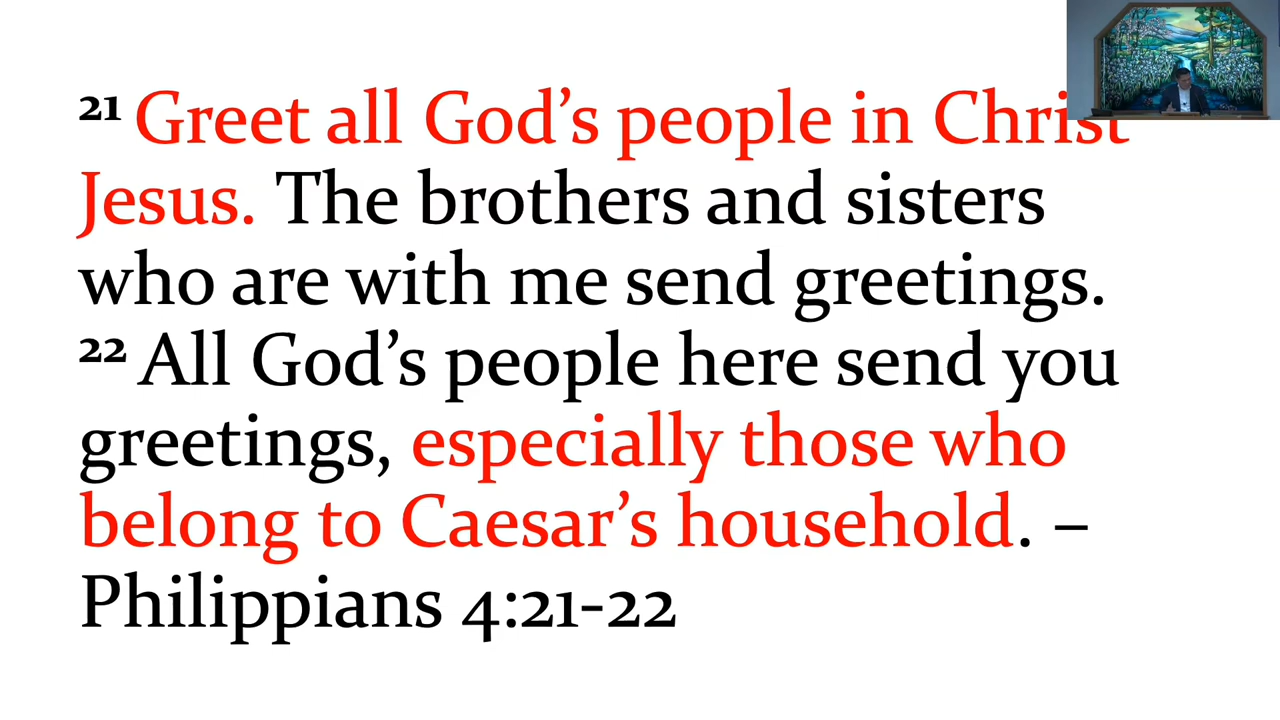 21 Greet all God’s people in Christ
Jesus. The brothers and sisters
who are with me send greetings.
22 All God’s people here send you
greetings, especially those who
belong to Caesar’s household. –
Philippians 4:21-22